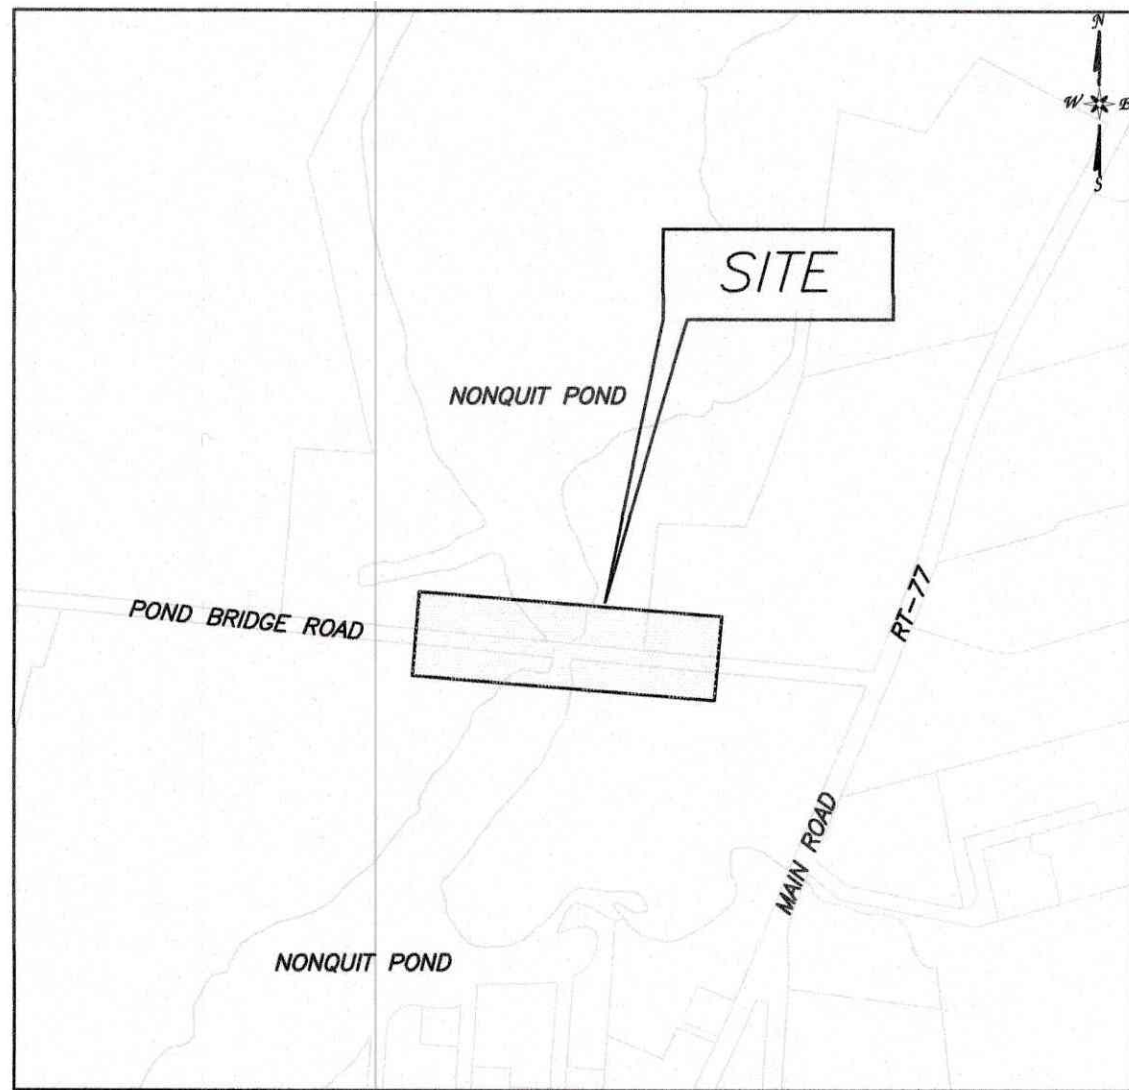 N
W E
S
SITE
NONQUIT POND
RT-77
POND BRIDGE ROAD
MAIN ROAD
NONQUIT POND